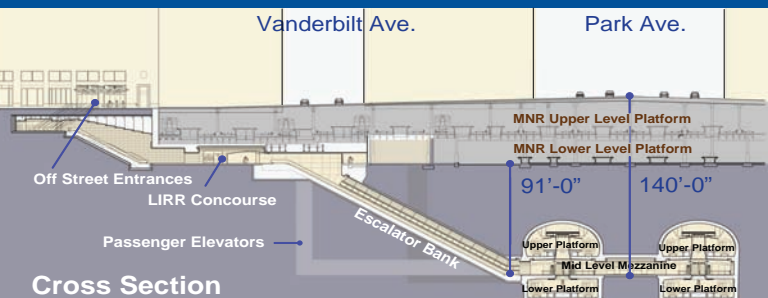 Vanderbilt Ave.
Park Ave.
MNR Upper Level Platform
MNR Lower Level Platform
Off Street Entrances
LIRR Concourse
91’-0”
140’-0”
Escalator Bank
Passenger Elevators
Upper Platform
Upper Platform
Mid Level Mezzanine
Cross Section
Lower Platform
Lower Platform